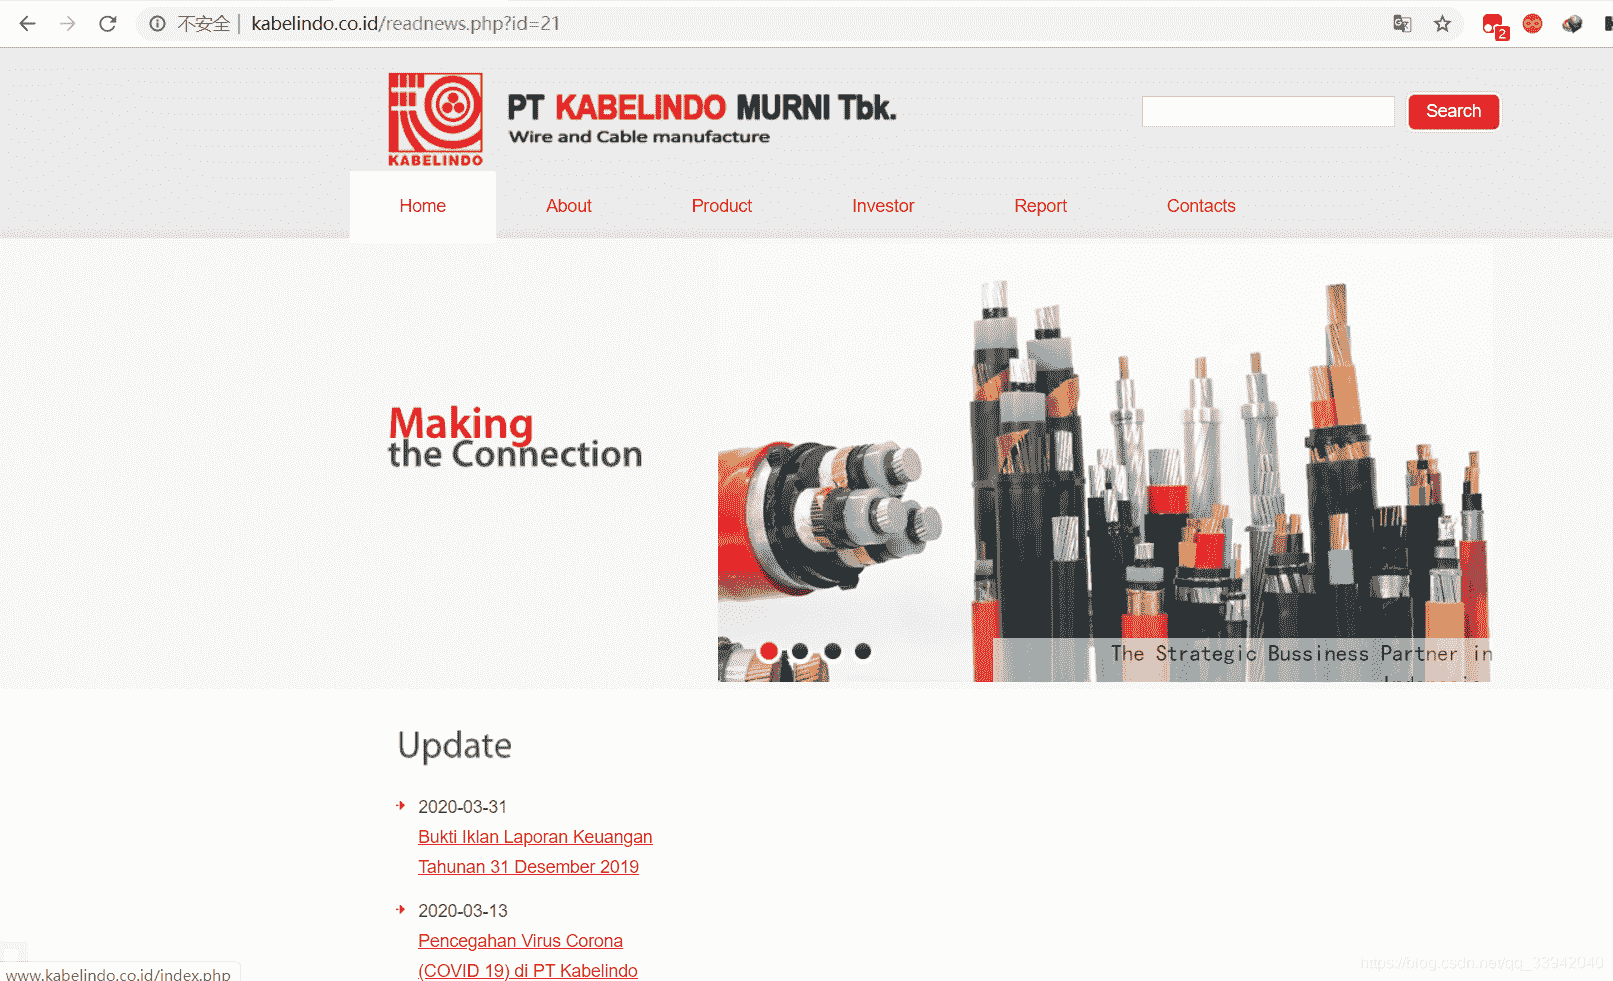 不安全 | kabelindo.co.id/readnews.php?id=21
2
KABELINDO
PT KABELINDO MURNI Tbk.
Wire and Cable manufacture
Search
Home
About
Product
Investor
Report
Contacts
Making
the Connection
The Strategic Bussiness Partner in
Update
2020-03-31
Bukti Iklan Laporan Keuangan
Tahunan 31 Desember 2019
2020-03-13
Pencegahan Virus Corona
(COVID 19) di PT Kabelindo
www.kabelindo.co.id/index.php
https://blog.csdn.net/qq_33942040